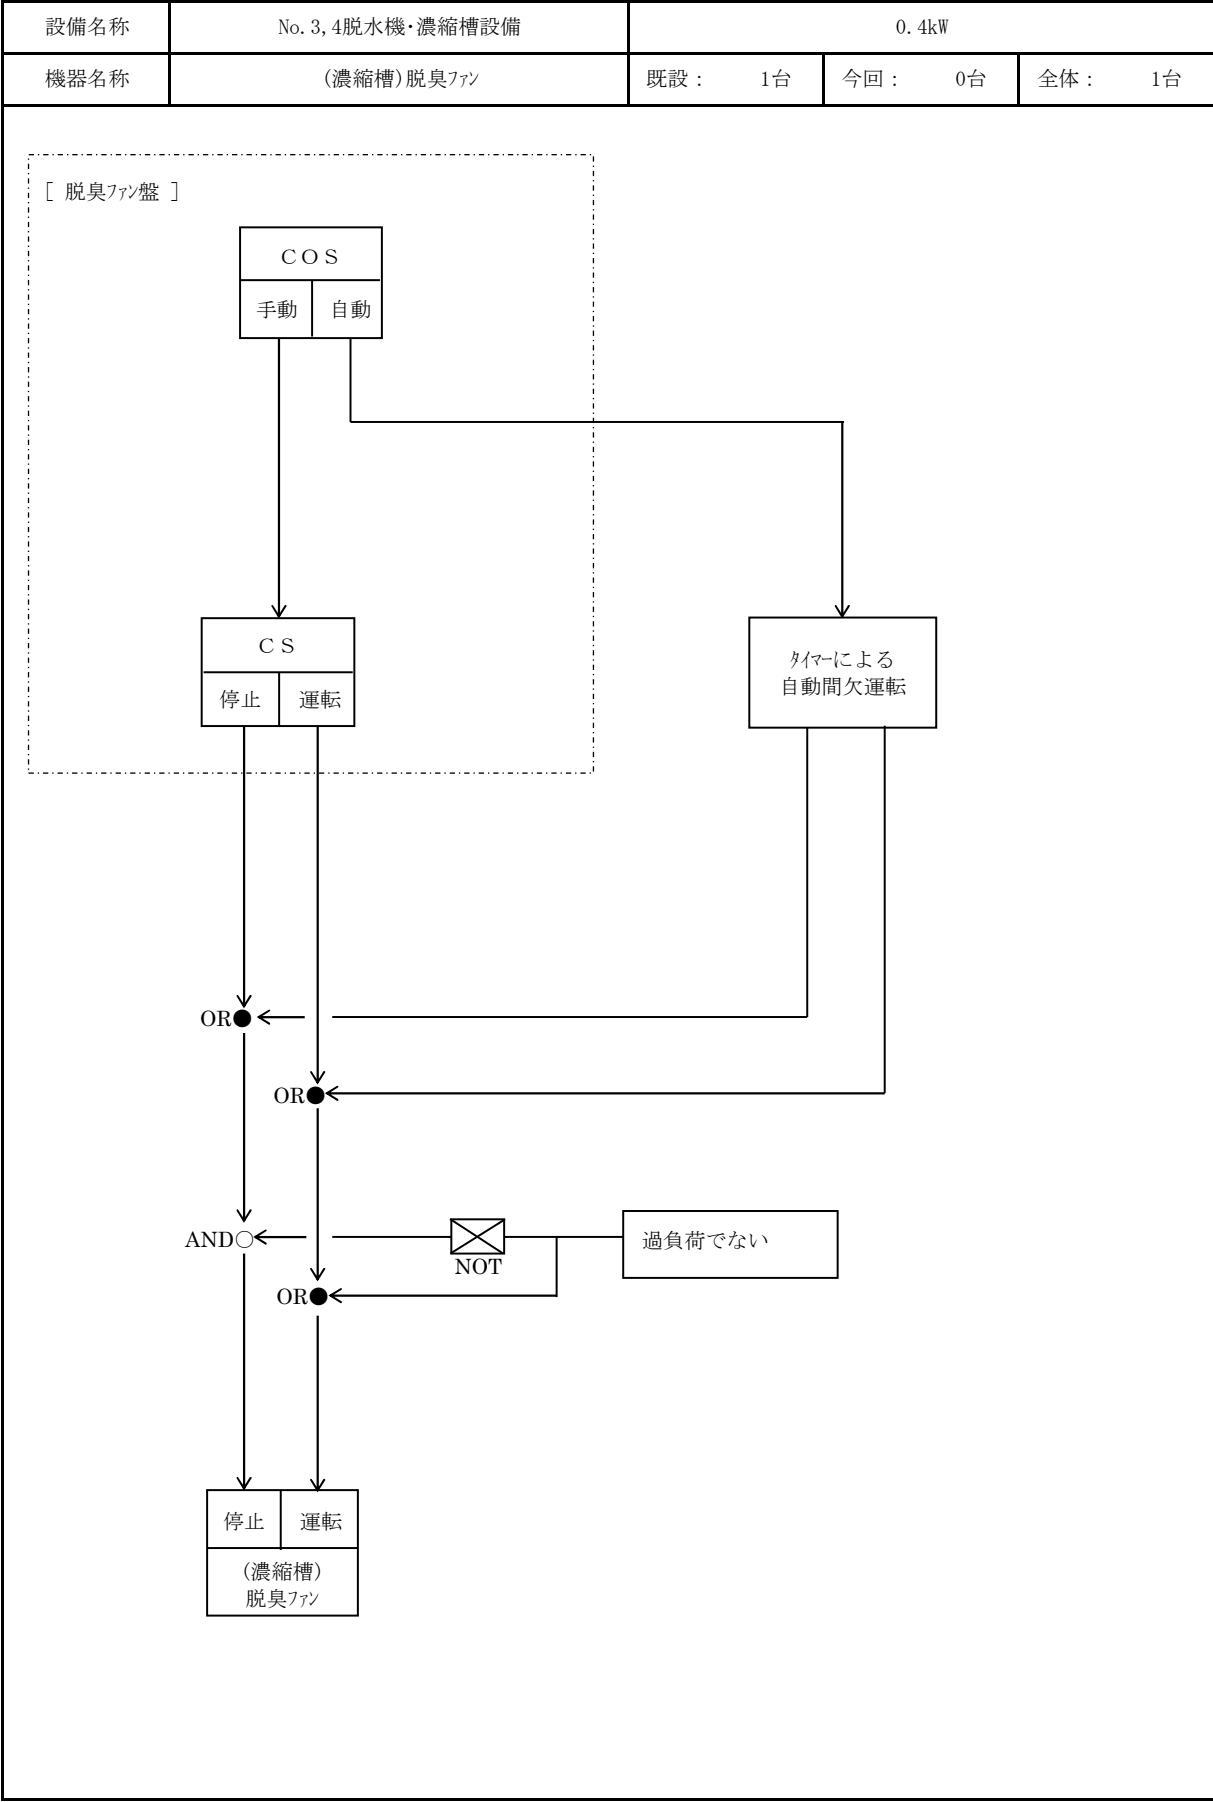 設備名称 No.3,4脱水機･濃縮槽設備 0.4kW
機器名称 (濃縮槽)脱臭ﾌｧﾝ 既設： 1台 今回： 0台 全体： 1台
[ 脱臭ﾌｧﾝ盤 ]
ＣＯＳ
手動 自動
ＣＳ
停止 運転
ﾀｲﾏｰによる
自動間欠運転
OR●
OR●
AND○
過負荷でない
NOT
OR●
停止 運転
(濃縮槽)
脱臭ﾌｧﾝ